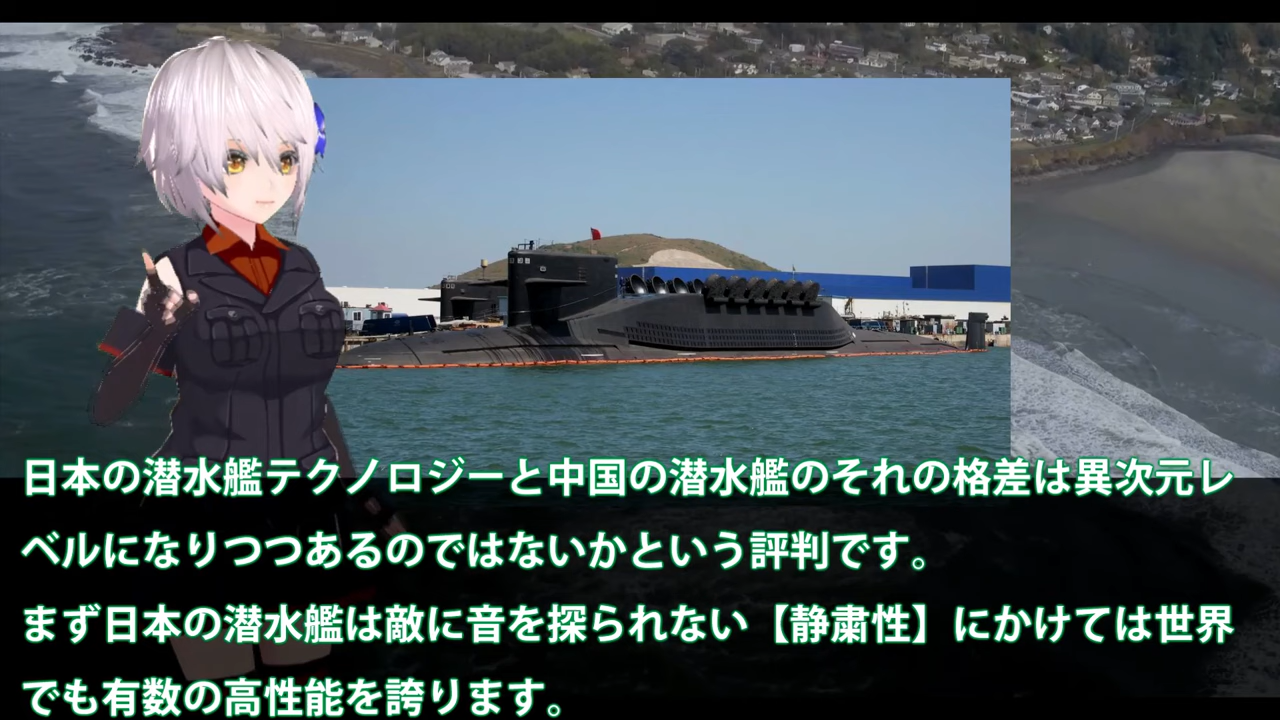 日本の潜水艦テクノロジーと中国の潜水艦のそれの格差は異次元レ
ベルになりつつあるのではないかという評判です。
まず日本の潜水艦は敵に音を探られない【静粛性】にかけては世界
でも有数の高性能を誇ります。